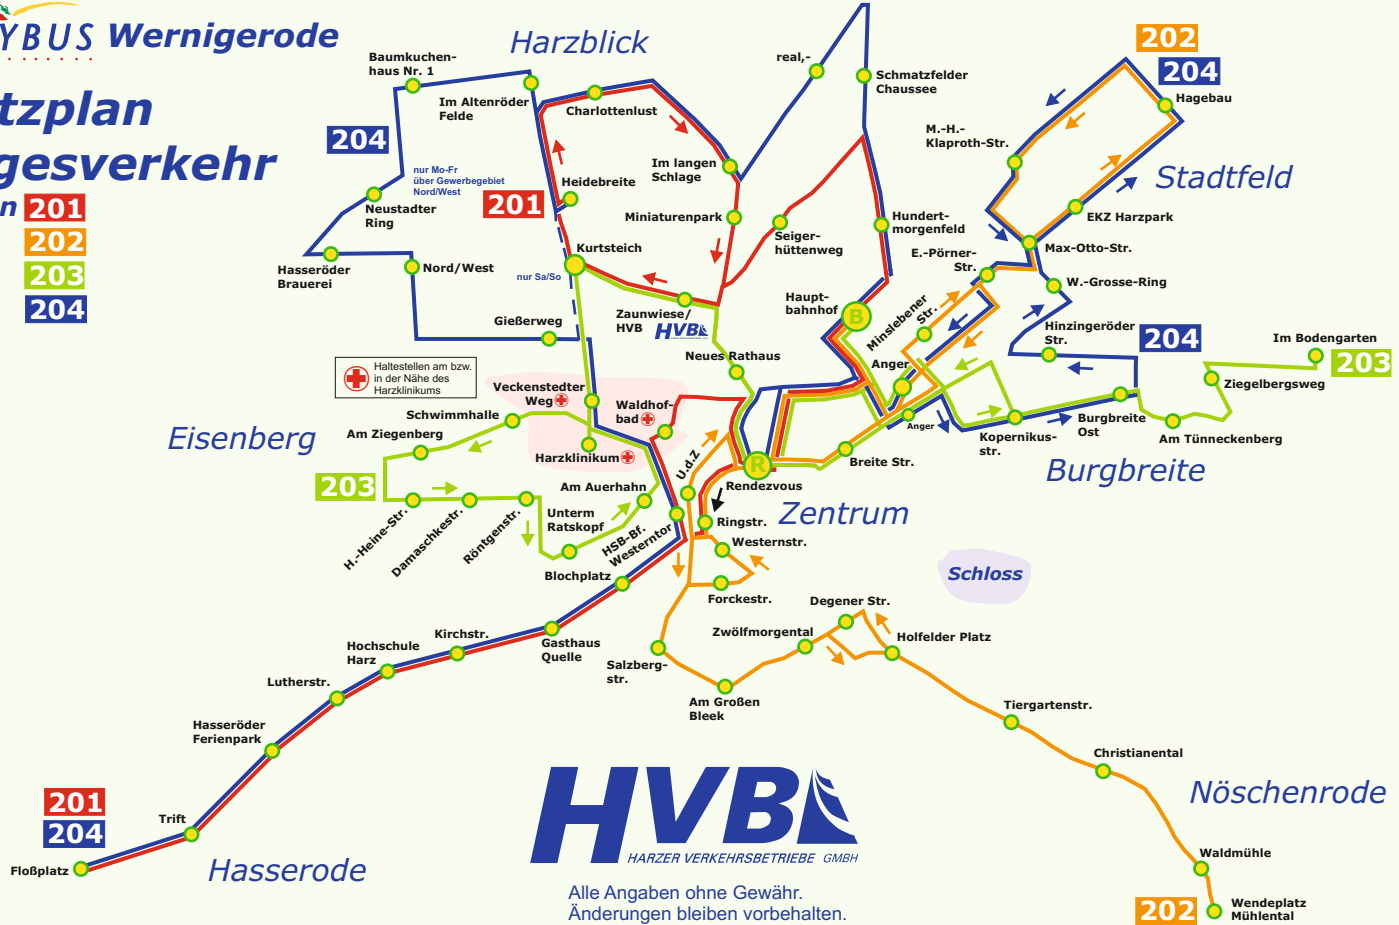 YBUS Wernigerode
tzplan
gesverkehr
n 201
202
203
204
Harzblick
Baumkuchen-
haus Nr. 1
Im Altenröder
Felde
Charlottenlust
real,-
Schmatzfelder
Chaussee
202
204
Hagebau
M.-H.-
Klaproth-Str.
Stadtfeld
204
nur Mo-Fr
über Gewerbegebiet
Nord/West
Heidebreite
201
Im langen
Schlage
Miniaturenpark
Neustadter
Ring
Kurtsteich
Seiger-
hüttenweg
Hundert-
morgenfeld
EKZ Harzpark
Max-Otto-Str.
E.-Pörner-
Str.
W.-Grosse-Ring
Hasseröder
Brauerei
Nord/West
nur Sa/So
Gießerweg
Zaunwiese/
HVB
HVB
Haupt-
bahnhof
B
Minslebener
Str.
Hinzingeröder
Str.
204
Im Bodengarten
203
Haltestellen am bzw.
in der Nähe des
Harzklinikums
Neues Rathaus
Anger
Ziegelbergsweg
Veckenstedter
Weg
Waldhof-
bad
Schwimmhalle
Am Ziegenberg
Eisenberg
Harzklinikum
Anger
Kopernikus-
str.
Burgbreite
Ost
Am Tünneckenberg
Burgbreite
203
U.d.Z
R
Rendezvous
Breite Str.
Am Auerhahn
Unterm
Ratskopf
H.-Heine-Str.
Damaschkestr.
Röntgenstr.
HSB-Bf.
Westerntor
Ringstr.
Zentrum
Westernstr.
Blochplatz
Forckestr.
Schloss
Degener Str.
Zwölfmorgental
Holfelder Platz
Kirchstr.
Gasthaus
Quelle
Hochschule
Harz
Salzberg-
str.
Lutherstr.
Am Großen
Bleek
Tiergartenstr.
Hasseröder
Ferienpark
Christianental
Nöschenrode
201
204
Trift
HVB
HARZER VERKEHRSBETRIEBE GMBH
Floßplatz
Hasserode
Waldmühle
Alle Angaben ohne Gewähr.
Änderungen bleiben vorbehalten.
202
Wendeplatz
Mühlental